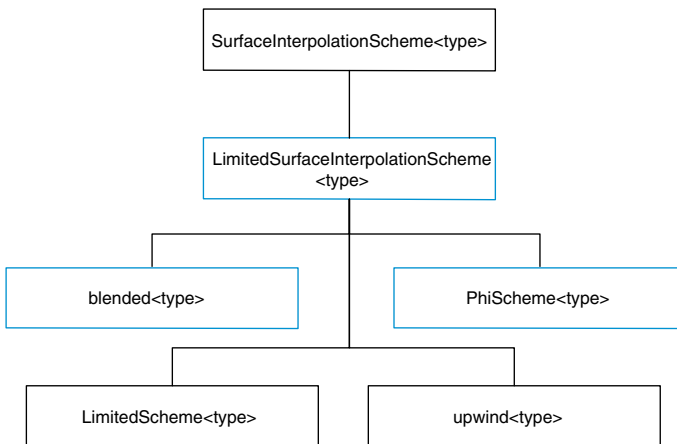 SurfaceInterpolationScheme<type>
LimitedSurfaceInterpolationScheme
<type>
blended<type>
PhiScheme<type>
LimitedScheme<type>
upwind<type>